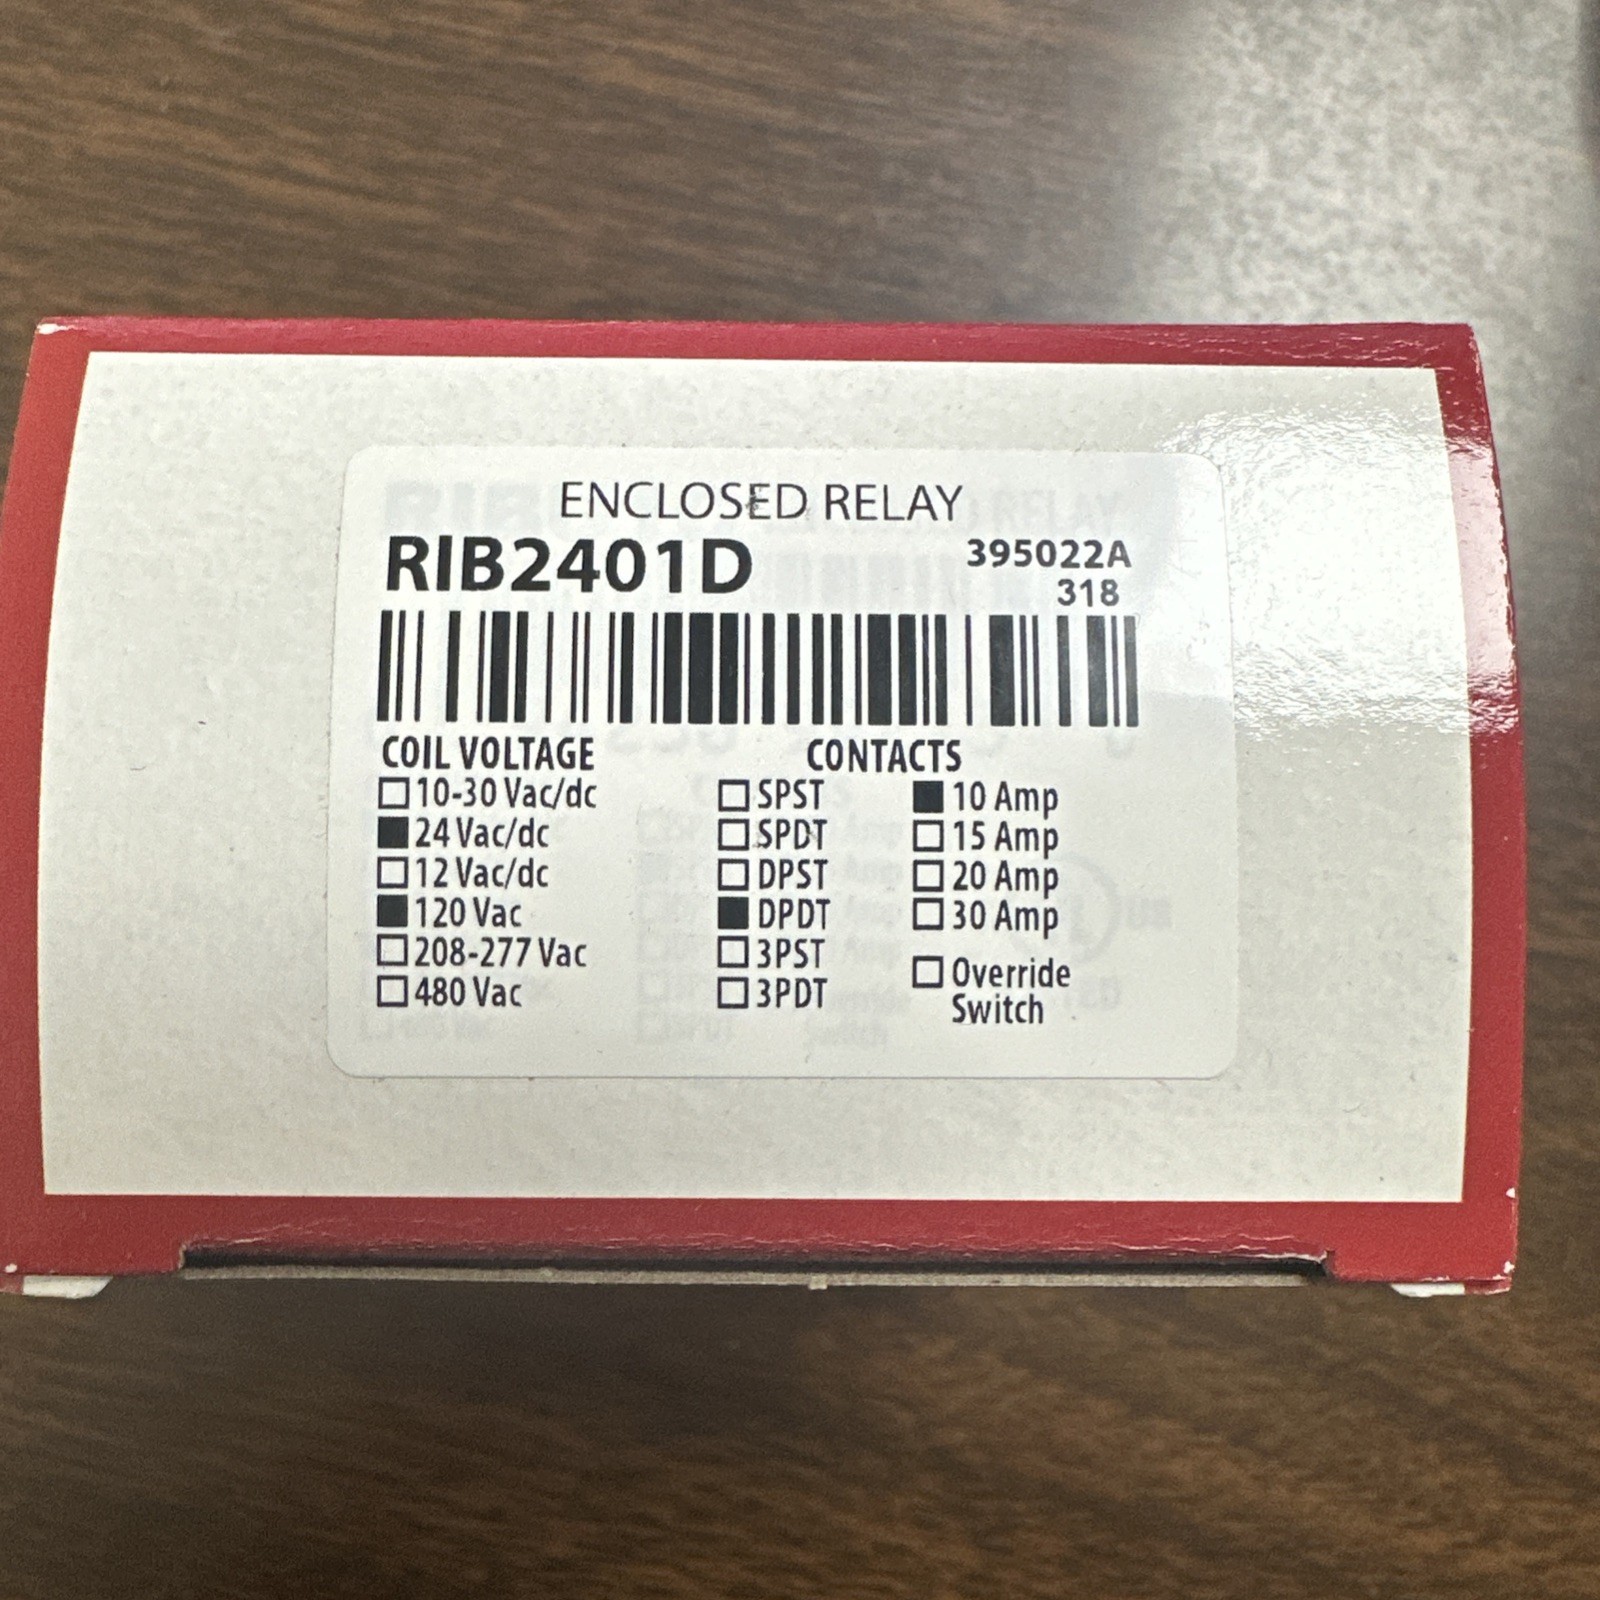 ENCLOSED RELAY
RIB2401D
395022A
318
COIL VOLTAGE
10-30 Vac/dc
24 Vac/dc
12 Vac/dc
120 Vac
208-277 Vac
480 Vac
CONTACTS
SPST
SPDT
DPST
DPDT
3PST
3PDT
10 Amp
15 Amp
20 Amp
30 Amp
Override
Switch